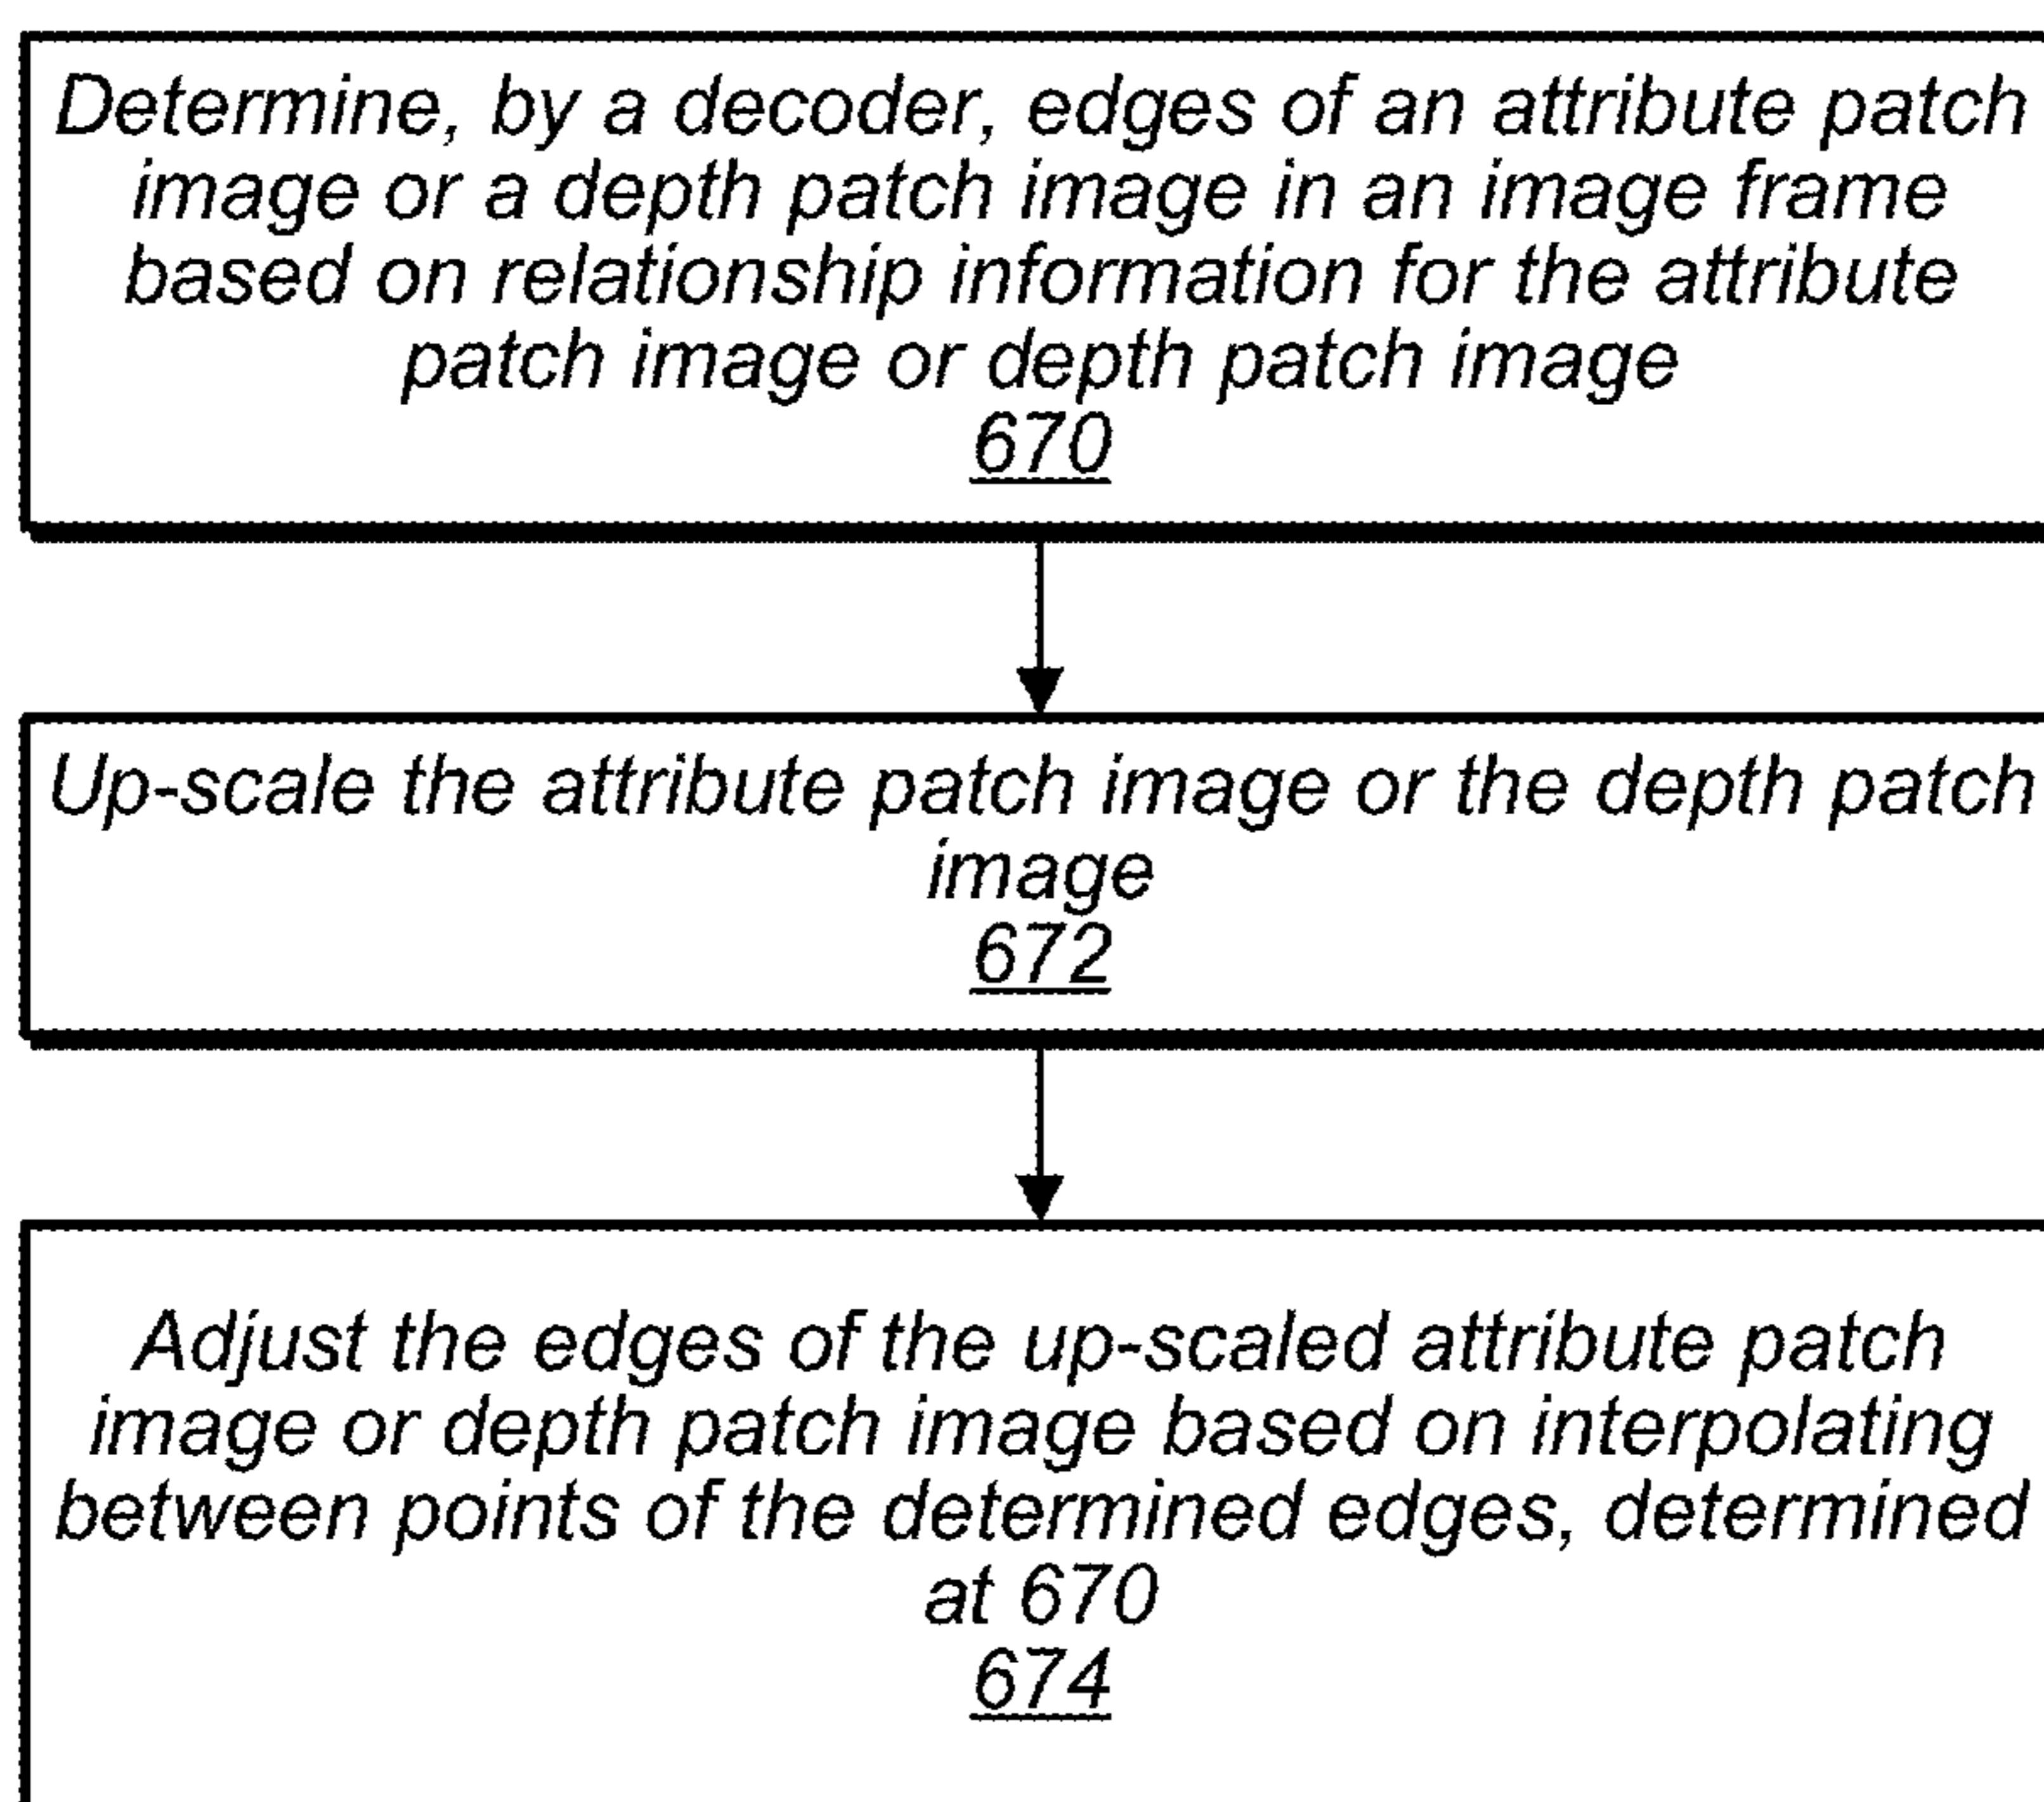 Determine, by a decoder, edges of an attribute patch
image or a depth patch image in an image frame
based on relationship information for the attribute
patch image or depth patch image
670
Up-scale the attribute patch image or the depth patch
image
672
Adjust the edges of the up-scaled attribute patch
image or depth patch image based on interpolating
between points of the determined edges, determined
at 670
674